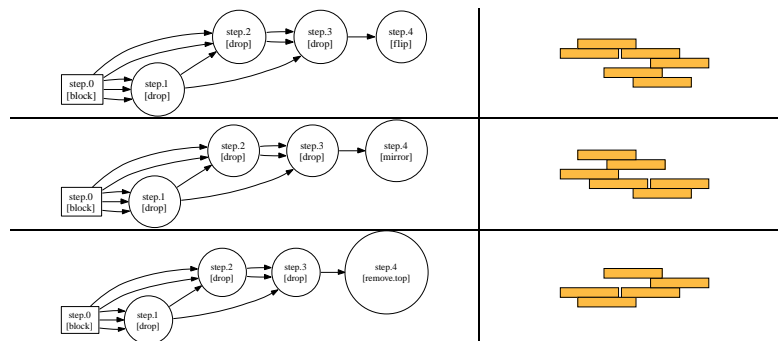 step.0
[block]
step.1
[drop]
step.2
[drop]
step.3
[drop]
step.4
[flip]
step.0
[block]
step.1
[drop]
step.2
[drop]
step.3
[drop]
step.4
[mirror]
step.0
[block]
step.1
[drop]
step.2
[drop]
step.3
[drop]
step.4
[remove.top]